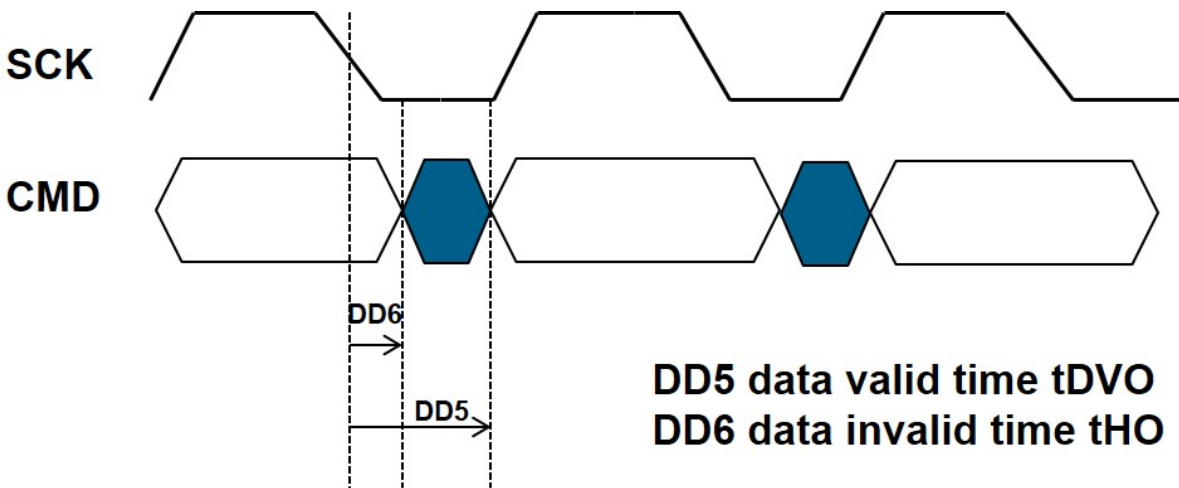 SCK
CMD
DD6
DD5
DD5 data valid time tDVO
DD6 data invalid time tHO